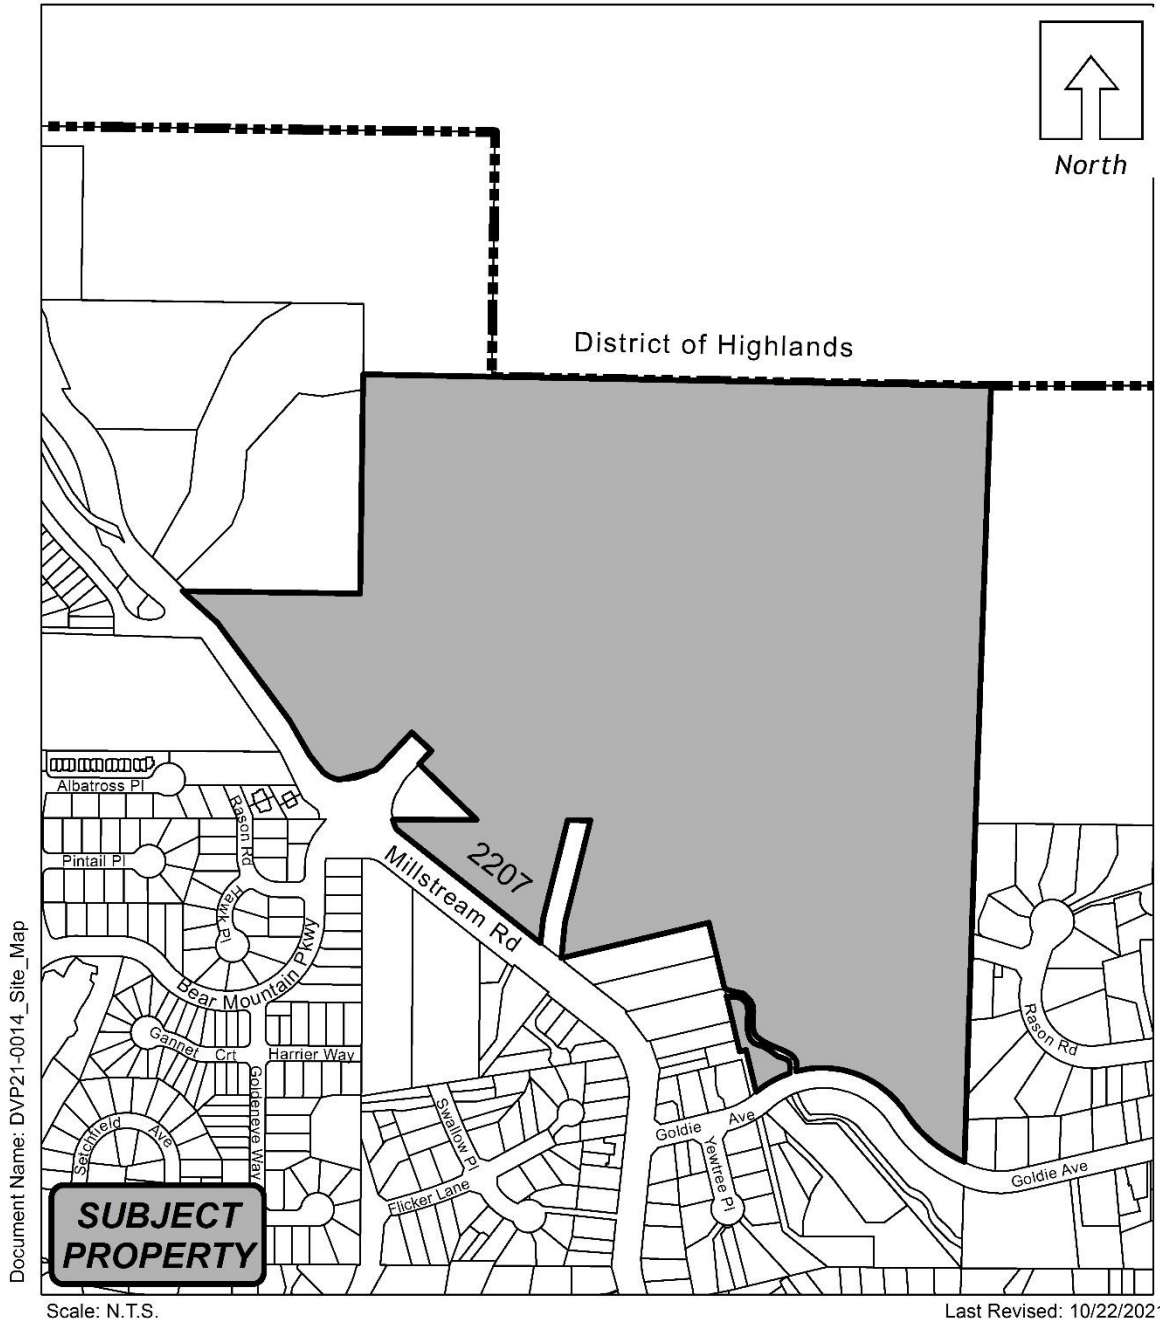 North
District of Highlands
Albatross Pl
Rason Rd
Pintail Pl
Hawk Pl
2207
Millstream Rd
Bear Mountain Pkwy
Gannet Crt
Harrier Way
Goldeneye Way
Setchfield Ave
Swallow Pl
Flicker Lane
Goldie Ave
Yewtree Pl
Rason Rd
Goldie Ave
SUBJECT
PROPERTY
Document Name: DVP21-0014_Site_Map
Scale: N.T.S.
Last Revised: 10/22/2021